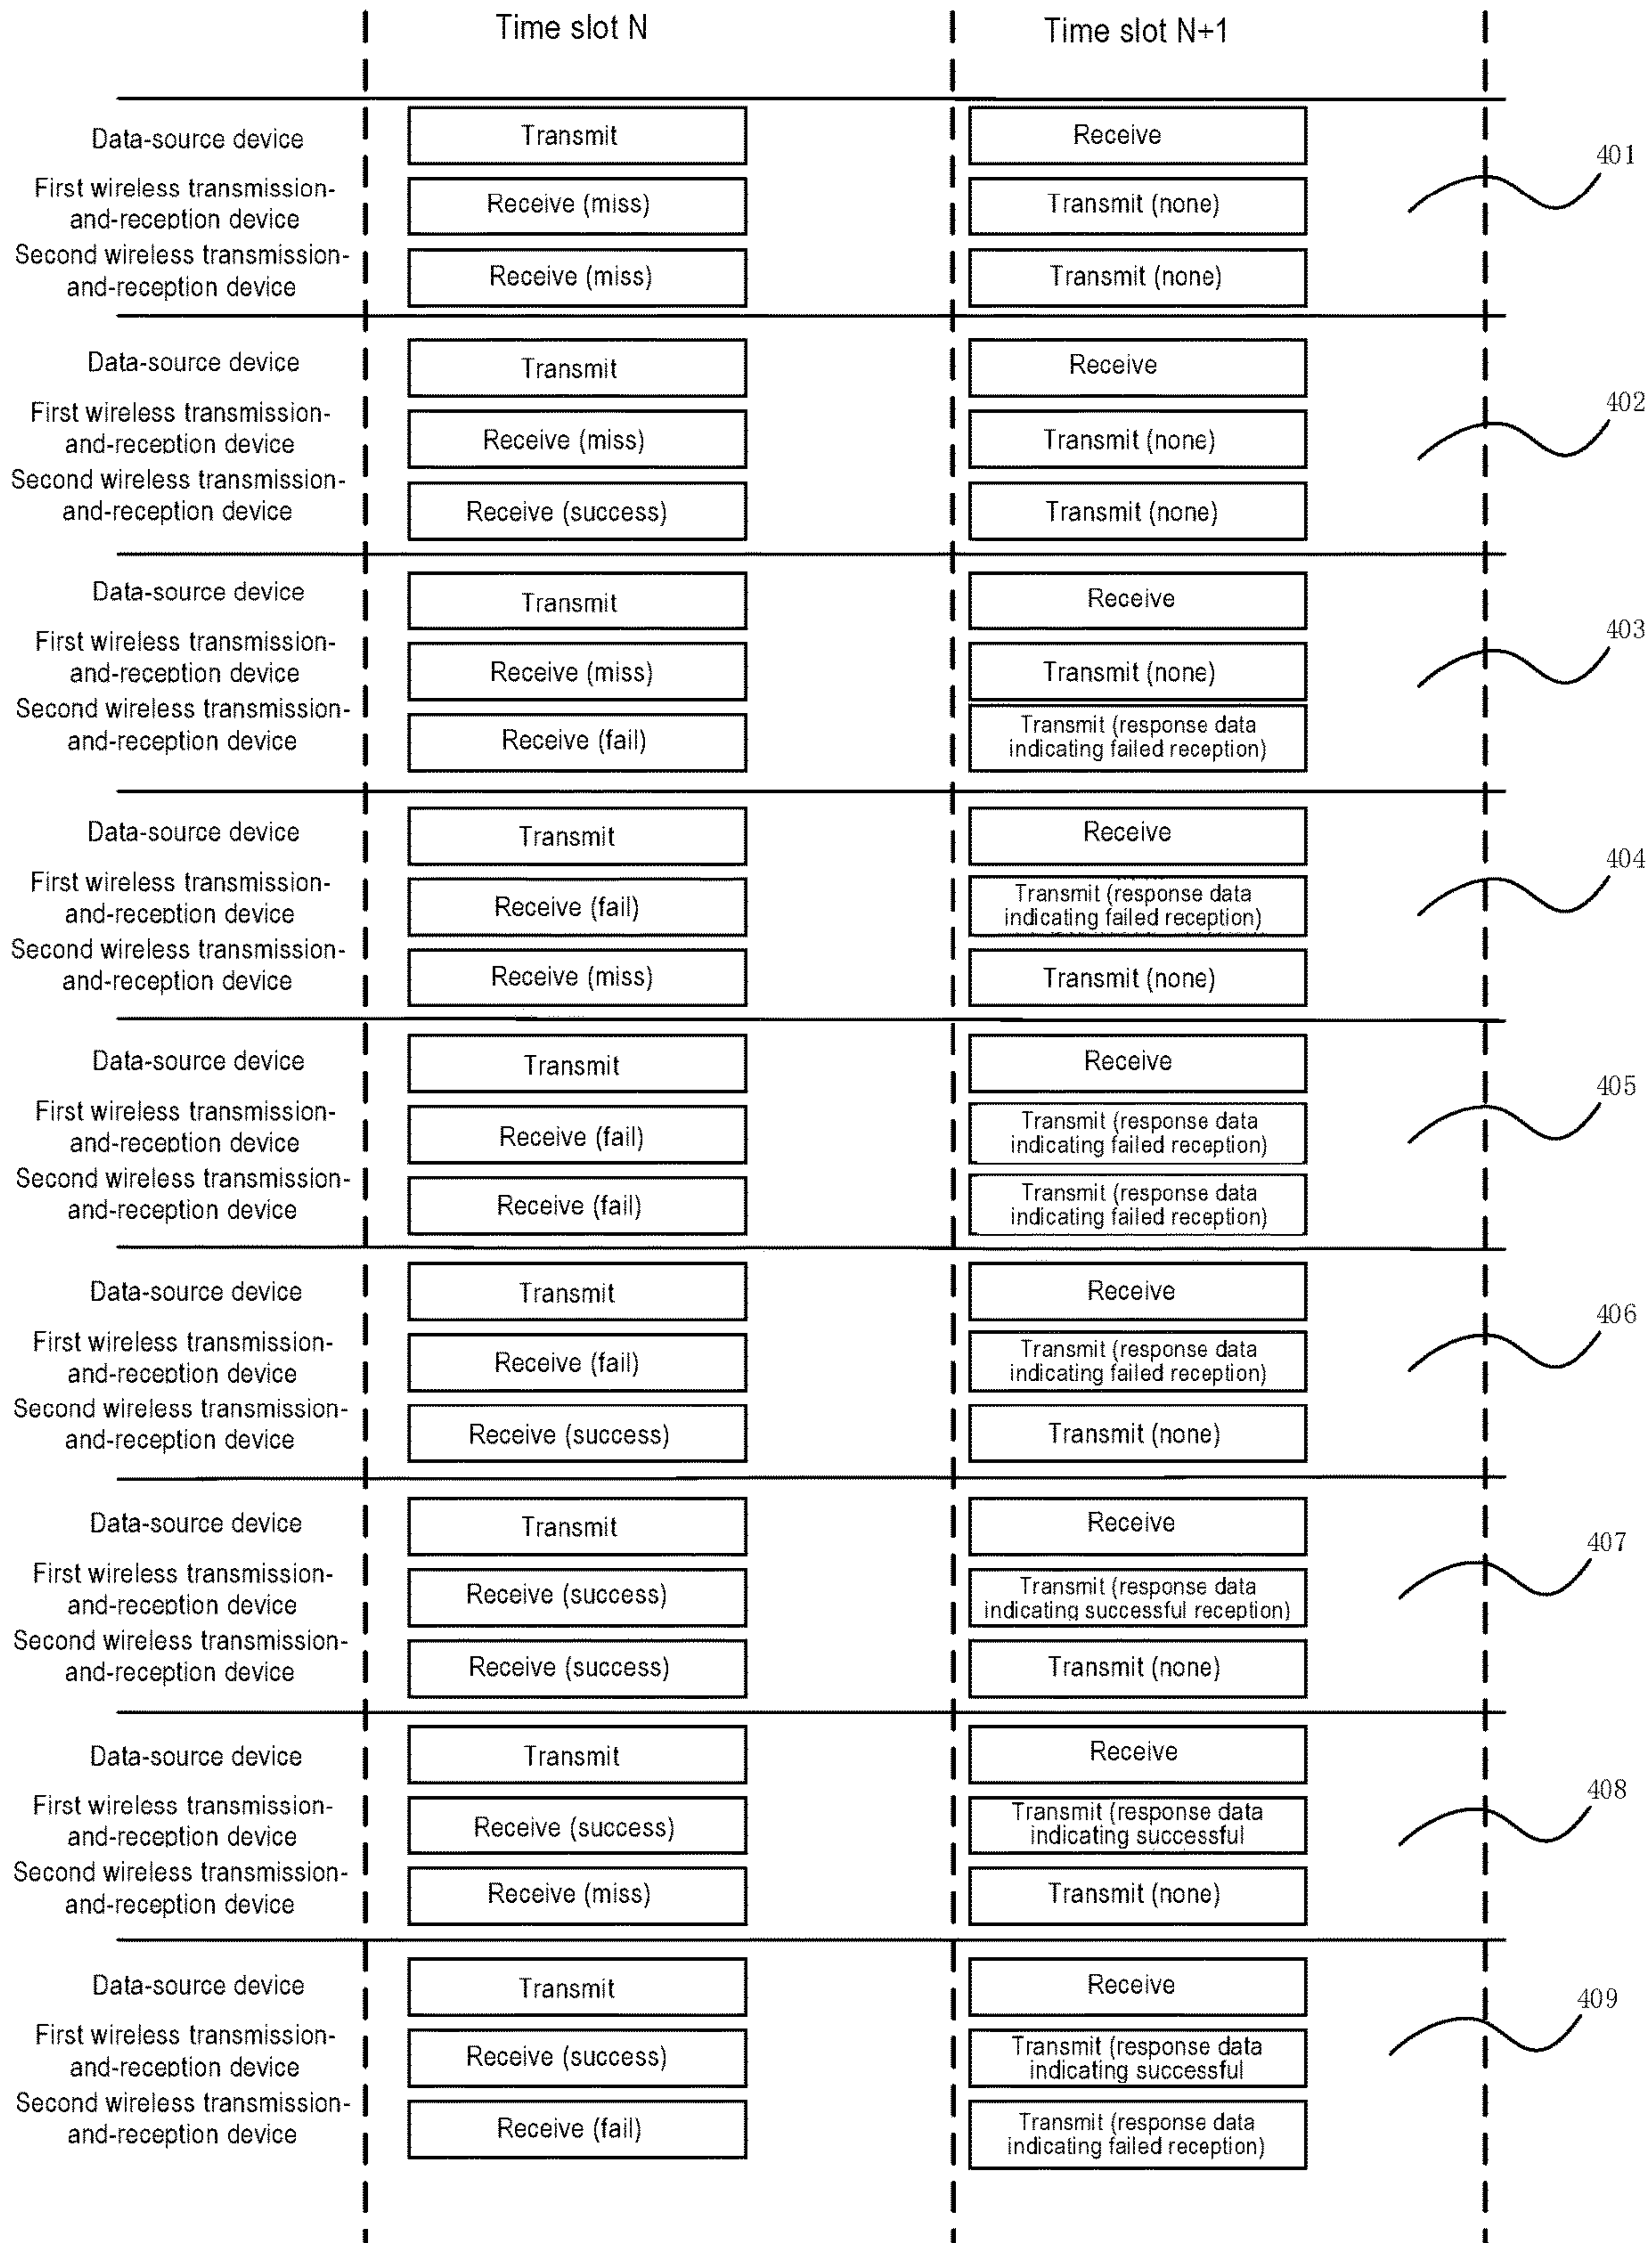 Time slot N
Time slot N+1
Data-source device
Transmit
Receive
401
First wireless transmission-
and-reception device
Receive (miss)
Transmit (none)
Second wireless transmission-
and-reception device
Receive (miss)
Transmit (none)
Data-source device
Transmit
Receive
402
First wireless transmission-
and-reception device
Receive (miss)
Transmit (none)
Second wireless transmission-
and-reception device
Receive (success)
Transmit (none)
Data-source device
Transmit
Receive
403
First wireless transmission-
and-reception device
Receive (miss)
Transmit (none)
Second wireless transmission-
and-reception device
Receive (fail)
Transmit (response data
indicating failed reception)
Data-source device
Transmit
Receive
404
First wireless transmission-
and-reception device
Receive (fail)
Transmit (response data
indicating failed reception)
Second wireless transmission-
and-reception device
Receive (miss)
Transmit (none)
Data-source device
Transmit
Receive
405
First wireless transmission-
and-reception device
Receive (fail)
Transmit (response data
indicating failed reception)
Second wireless transmission-
and-reception device
Receive (fail)
Transmit (response data
indicating failed reception)
Data-source device
Transmit
Receive
406
First wireless transmission-
and-reception device
Receive (fail)
Transmit (response data
indicating failed reception)
Second wireless transmission-
and-reception device
Receive (success)
Transmit (none)
Data-source device
Transmit
Receive
407
First wireless transmission-
and-reception device
Receive (success)
Transmit (response data
indicating successful reception)
Second wireless transmission-
and-reception device
Receive (success)
Transmit (none)
Data-source device
Transmit
Receive
408
First wireless transmission-
and-reception device
Receive (success)
Transmit (response data
indicating successful
Second wireless transmission-
and-reception device
Receive (miss)
Transmit (none)
Data-source device
Transmit
Receive
409
First wireless transmission-
and-reception device
Receive (success)
Transmit (response data
indicating successful
Second wireless transmission-
and-reception device
Receive (fail)
Transmit (response data
indicating failed reception)